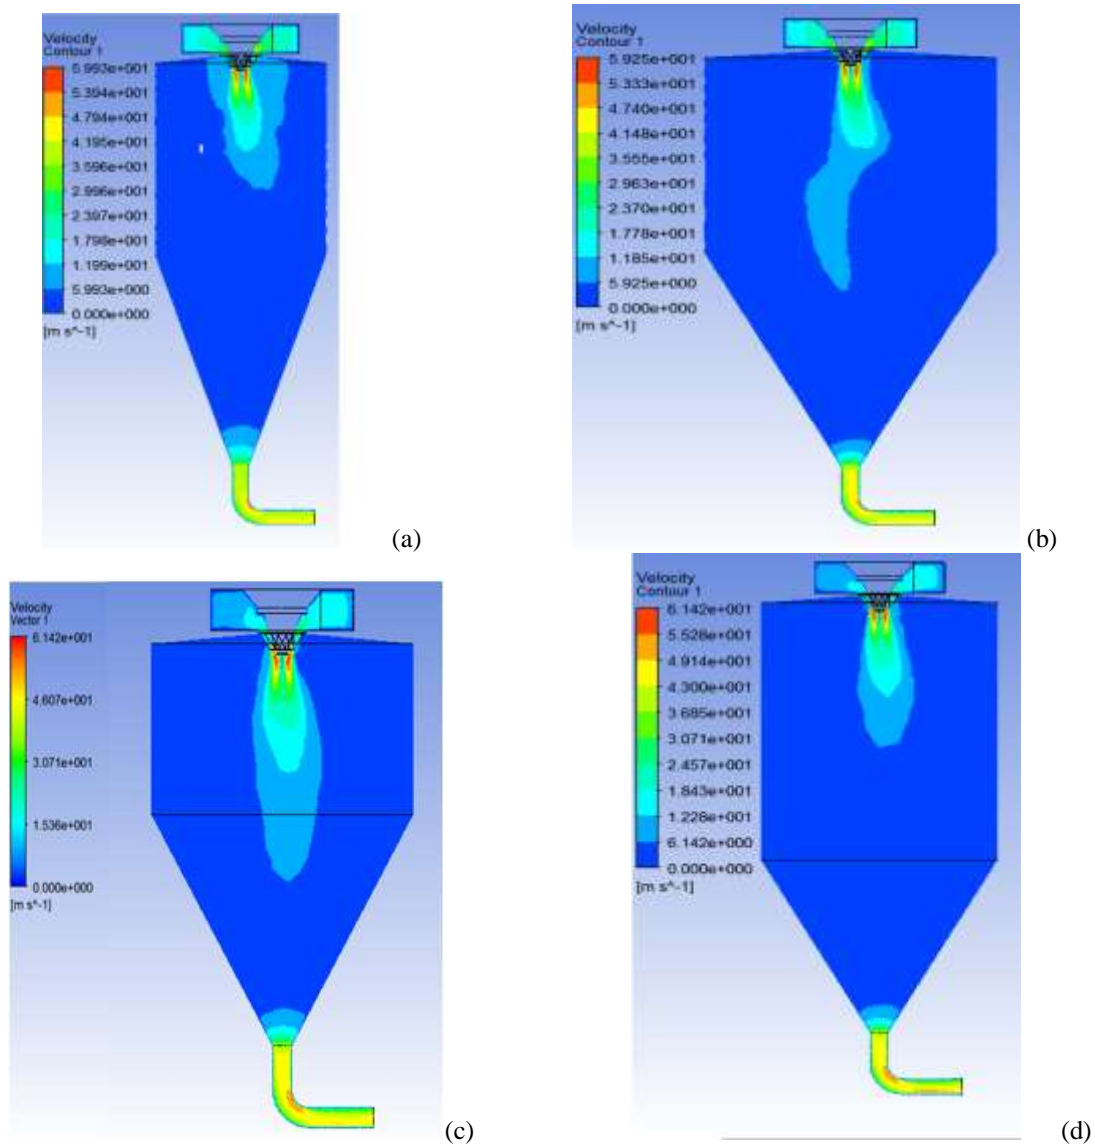 Velocity
Contour 1
5.993e+001
5.394e+001
4.794e+001
4.195e+001
3.596e+001
2.996e+001
2.397e+001
1.798e+001
1.199e+001
5.993e+000
0.000e+000
[m s^-1]
(a)
Velocity
Contour 1
5.925e+001
5.333e+001
4.740e+001
4.148e+001
3.555e+001
2.963e+001
2.370e+001
1.778e+001
1.185e+001
5.925e+000
0.000e+000
[m s^-1]
(b)
Velocity
Vector 1
6.142e+001
4.607e+001
3.071e+001
1.536e+001
0.000e+000
[m s^-1]
(c)
Velocity
Contour 1
6.142e+001
5.528e+001
4.914e+001
4.300e+001
3.685e+001
3.071e+001
2.457e+001
1.843e+001
1.228e+001
6.142e+000
0.000e+000
[m s^-1]
(d)